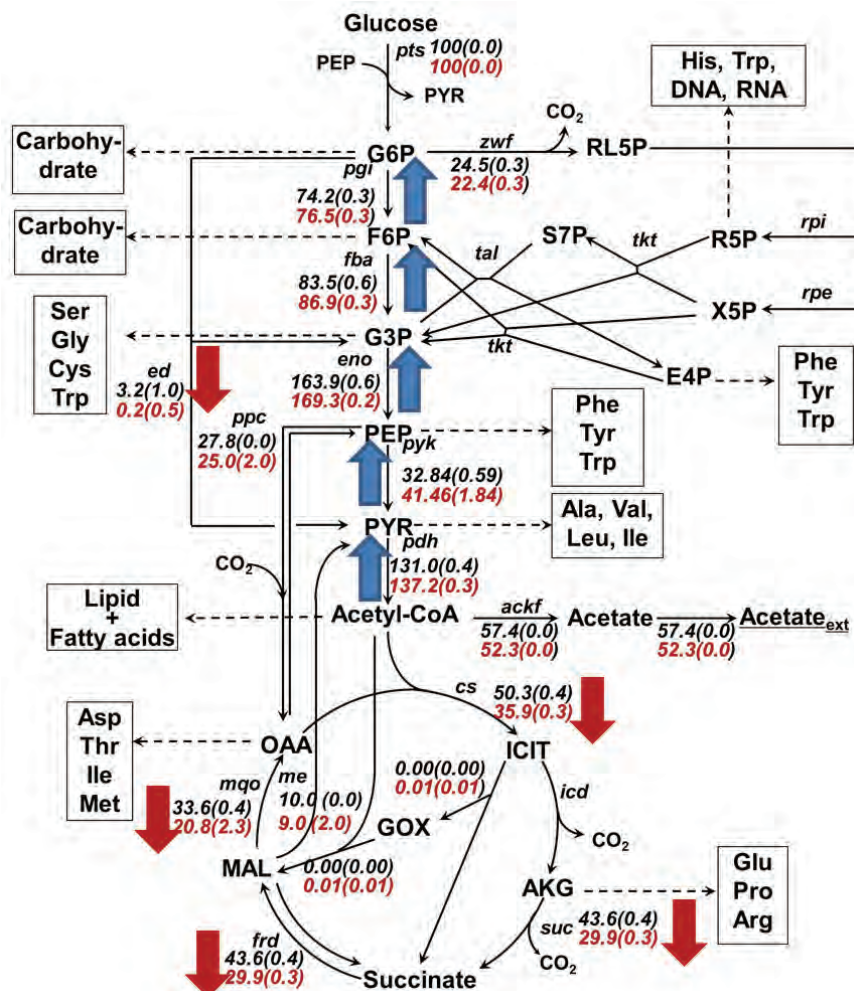 Glucose
pts 100(0.0)
100(0.0)
PEP
PYR
His, Trp,
DNA, RNA
CO2
Carbohy-
drate
G6P
zwf
24.5(0.3)
22.4(0.3)
RL5P
pgi
74.2(0.3)
76.5(0.3)
Carbohy-
drate
F6P
tal
S7P
tkt
R5P
rpi
fba
83.5(0.6)
86.9(0.3)
X5P
rpe
Ser
Gly
Cys
Trp
G3P
tkt
ed
3.2(1.0)
0.2(0.5)
eno
163.9(0.6)
169.3(0.2)
E4P
Phe
Tyr
Trp
ppc
27.8(0.0)
25.0(2.0)
PEP
pyk
32.84(0.59)
41.46(1.84)
Phe
Tyr
Trp
PYR
pdh
131.0(0.4)
137.2(0.3)
Ala, Val,
Leu, Ile
CO2
Lipid
+
Fatty acids
Acetyl-CoA
ackf
57.4(0.0)
52.3(0.0)
Acetate
57.4(0.0)
52.3(0.0)
Acetateext
cs
50.3(0.4)
35.9(0.3)
Asp
Thr
Ile
Met
OAA
ICIT
mqo
33.6(0.4)
20.8(2.3)
me
10.0 (0.0)
9.0 (2.0)
0.00(0.00)
0.01(0.01)
icd
GOX
CO2
MAL
0.00(0.00)
0.01(0.01)
AKG
Glu
Pro
Arg
frd
43.6(0.4)
29.9(0.3)
suc
43.6(0.4)
29.9(0.3)
CO2
Succinate